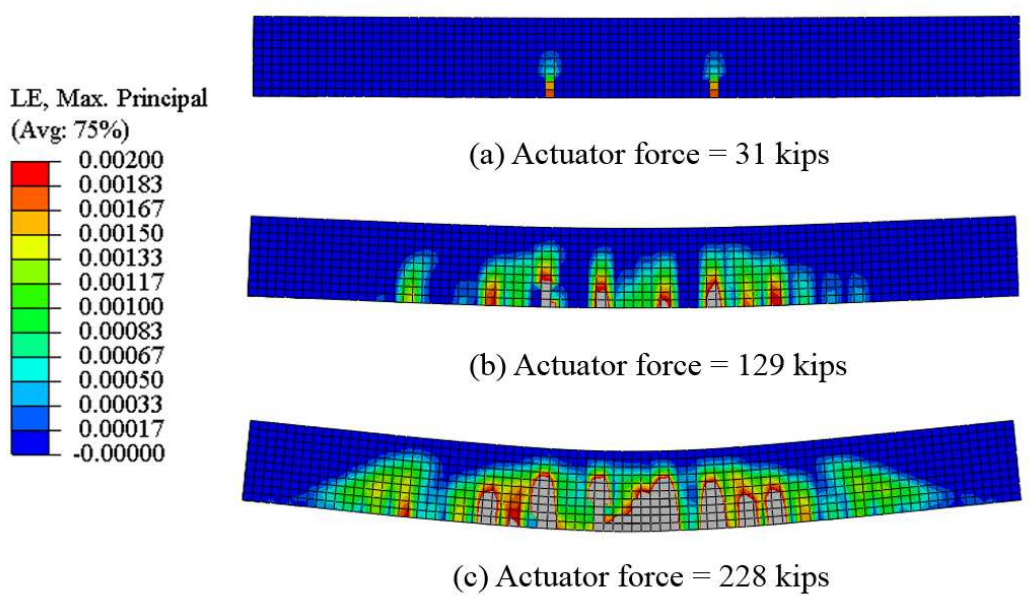 LE, Max. Principal
(Avg: 75%)
0.00200
0.00183
0.00167
0.00150
0.00133
0.00117
0.00100
0.00083
0.00067
0.00050
0.00033
0.00017
-0.00000
(a) Actuator force = 31 kips
(b) Actuator force = 129 kips
(c) Actuator force = 228 kips